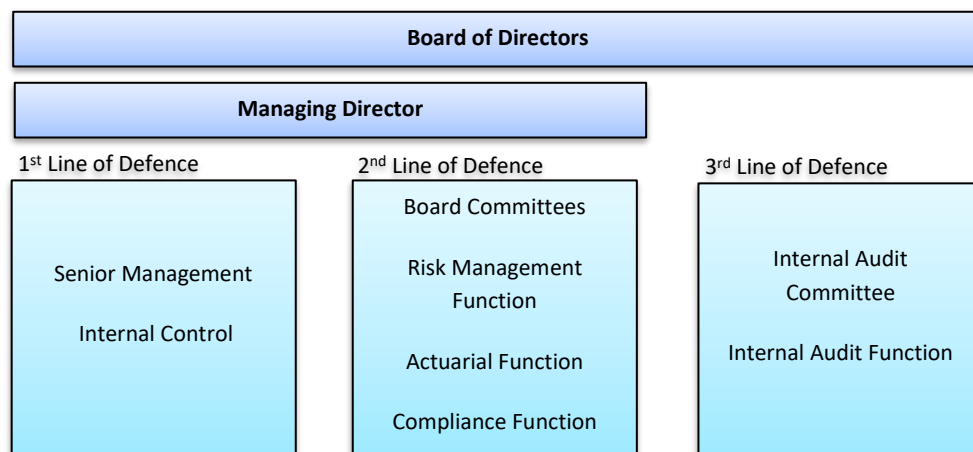 Board of Directors
Managing Director
1st Line of Defence
Senior Management
Internal Control
2nd Line of Defence
Board Committees
Risk Management
Function
Actuarial Function
Compliance Function
3rd Line of Defence
Internal Audit
Committee
Internal Audit Function